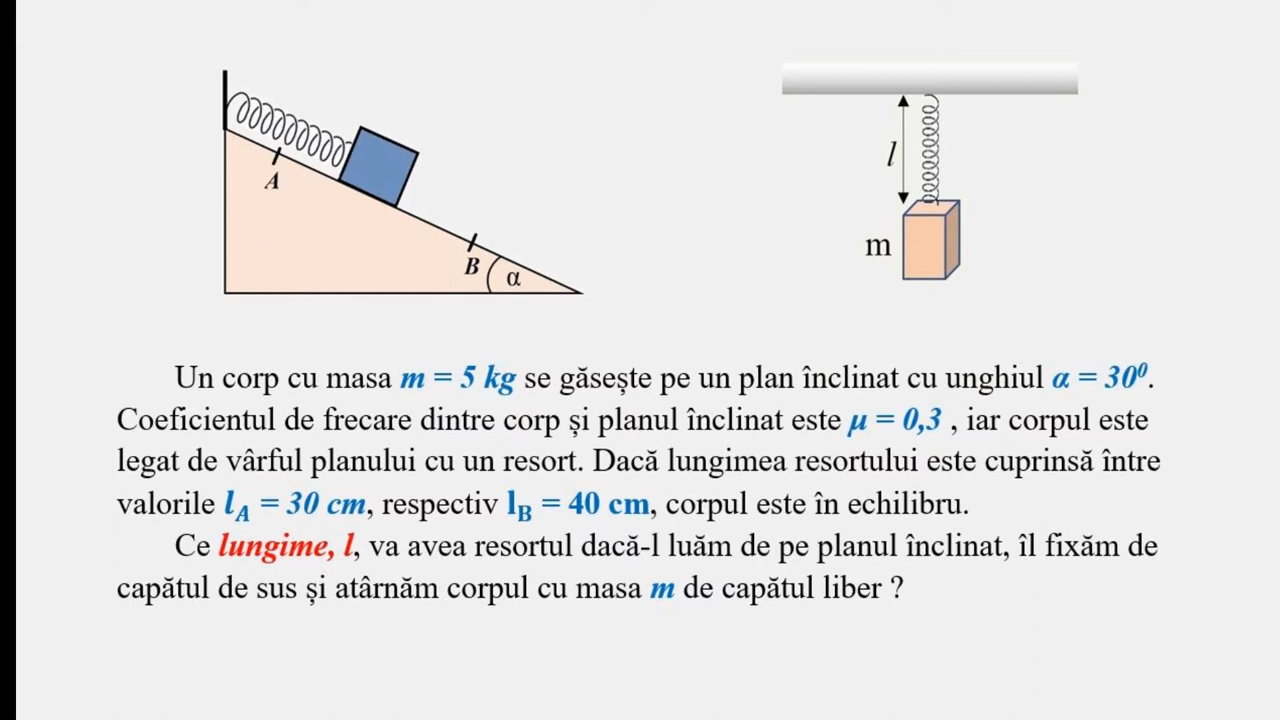 A
B
α
l
m
Un corp cu masa m = 5 kg se găsește pe un plan înclinat cu unghiul α = 30⁰.
Coeficientul de frecare dintre corp și planul înclinat este μ = 0,3 , iar corpul este
legat de vârful planului cu un resort. Dacă lungimea resortului este cuprinsă între
valorile l_A = 30 cm, respectiv l_B = 40 cm, corpul este în echilibru.
Ce lungime, l, va avea resortul dacă-l luăm de pe planul înclinat, îl fixăm de
capătul de sus și atârnăm corpul cu masa m de capătul liber ?